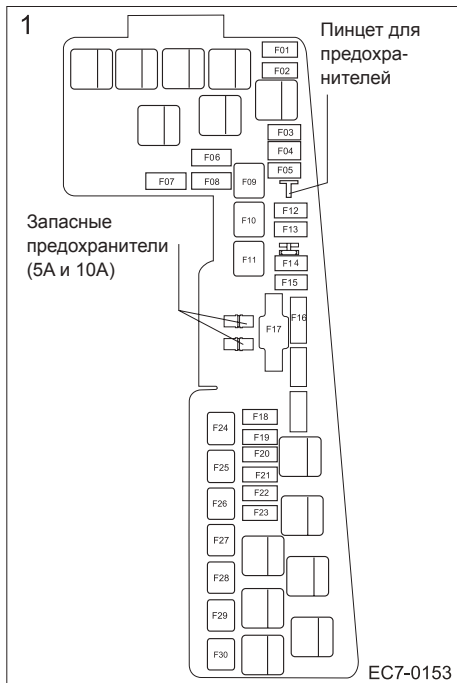 1
Пинцет для
предохра-
нителей
F01
F02
F03
F04
F05
F06
F07
F08
F09
F10
F11
F12
F13
F14
F15
Запасные
предохранители
(5А и 10А)
F16
F17
F18
F19
F20
F21
F22
F23
F24
F25
F26
F27
F28
F29
F30
EC7-0153